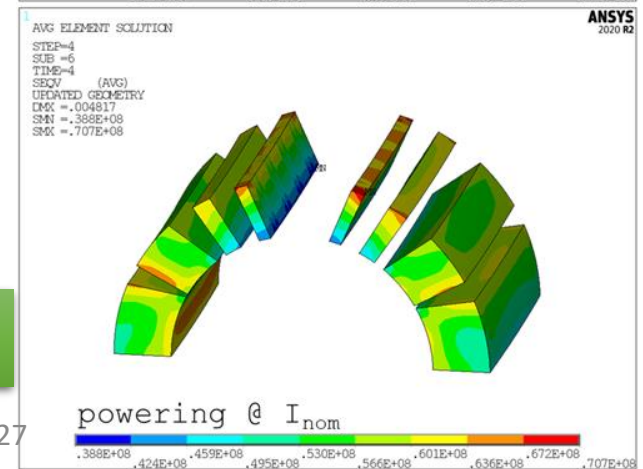 1
ANSYS
2020 R2
AVG ELEMENT SOLUTION
STEP=4
SUB =6
TIME=4
SEQV (AVG)
UPDATED GEOMETRY
DMX =.004817
SMN =.388E+08
SMX =.707E+08
MN
powering @ Inom
27
.388E+08 .459E+08 .530E+08 .601E+08 .672E+08
.424E+08 .495E+08 .566E+08 .636E+08 .707E+08